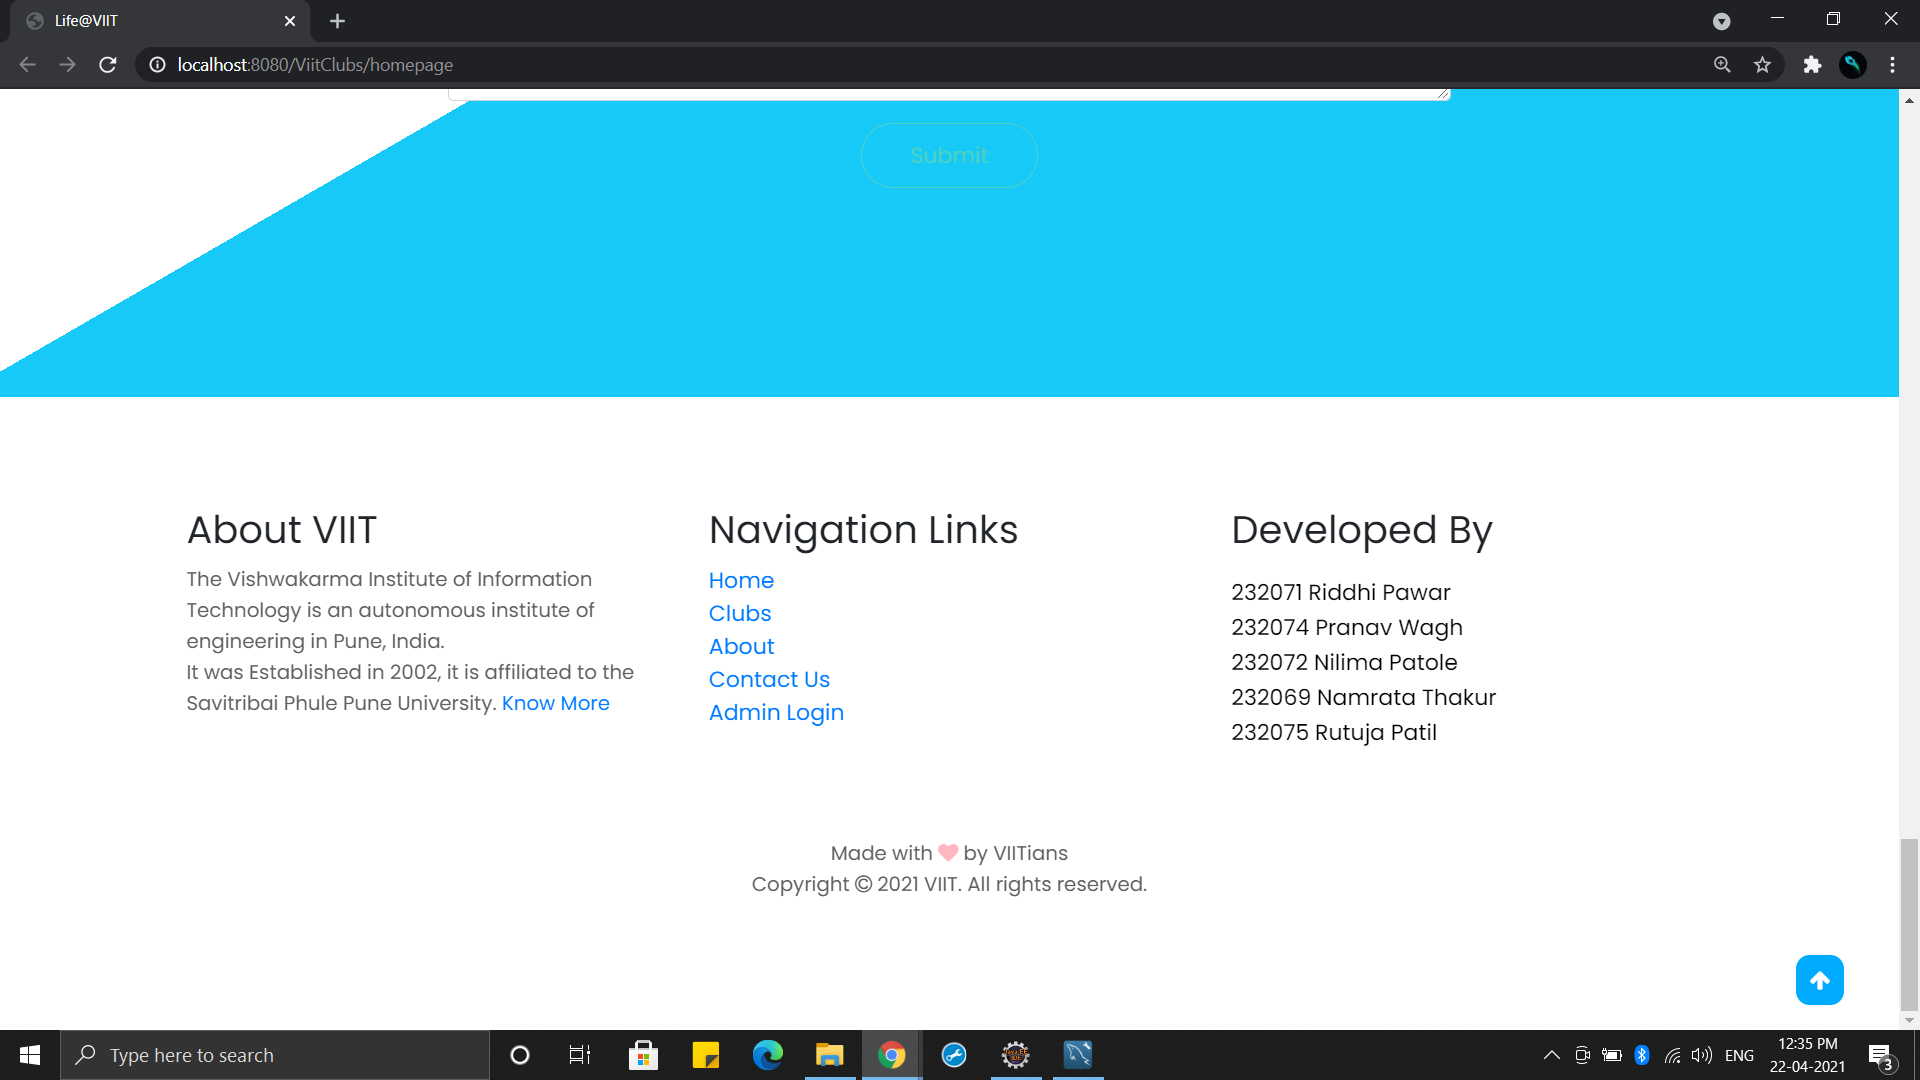 Life@VIIT
localhost:8080/ViitClubs/homepage
Submit
About VIIT
The Vishwakarma Institute of Information
Technology is an autonomous institute of
engineering in Pune, India.
It was Established in 2002, it is affiliated to the
Savitribai Phule Pune University. Know More
Navigation Links
Home
Clubs
About
Contact Us
Admin Login
Developed By
232071 Riddhi Pawar
232074 Pranav Wagh
232072 Nilima Patole
232069 Namrata Thakur
232075 Rutuja Patil
Made with by VIITians
Copyright © 2021 VIIT. All rights reserved.
Type here to search
ENG
12:35 PM
22-04-2021
3